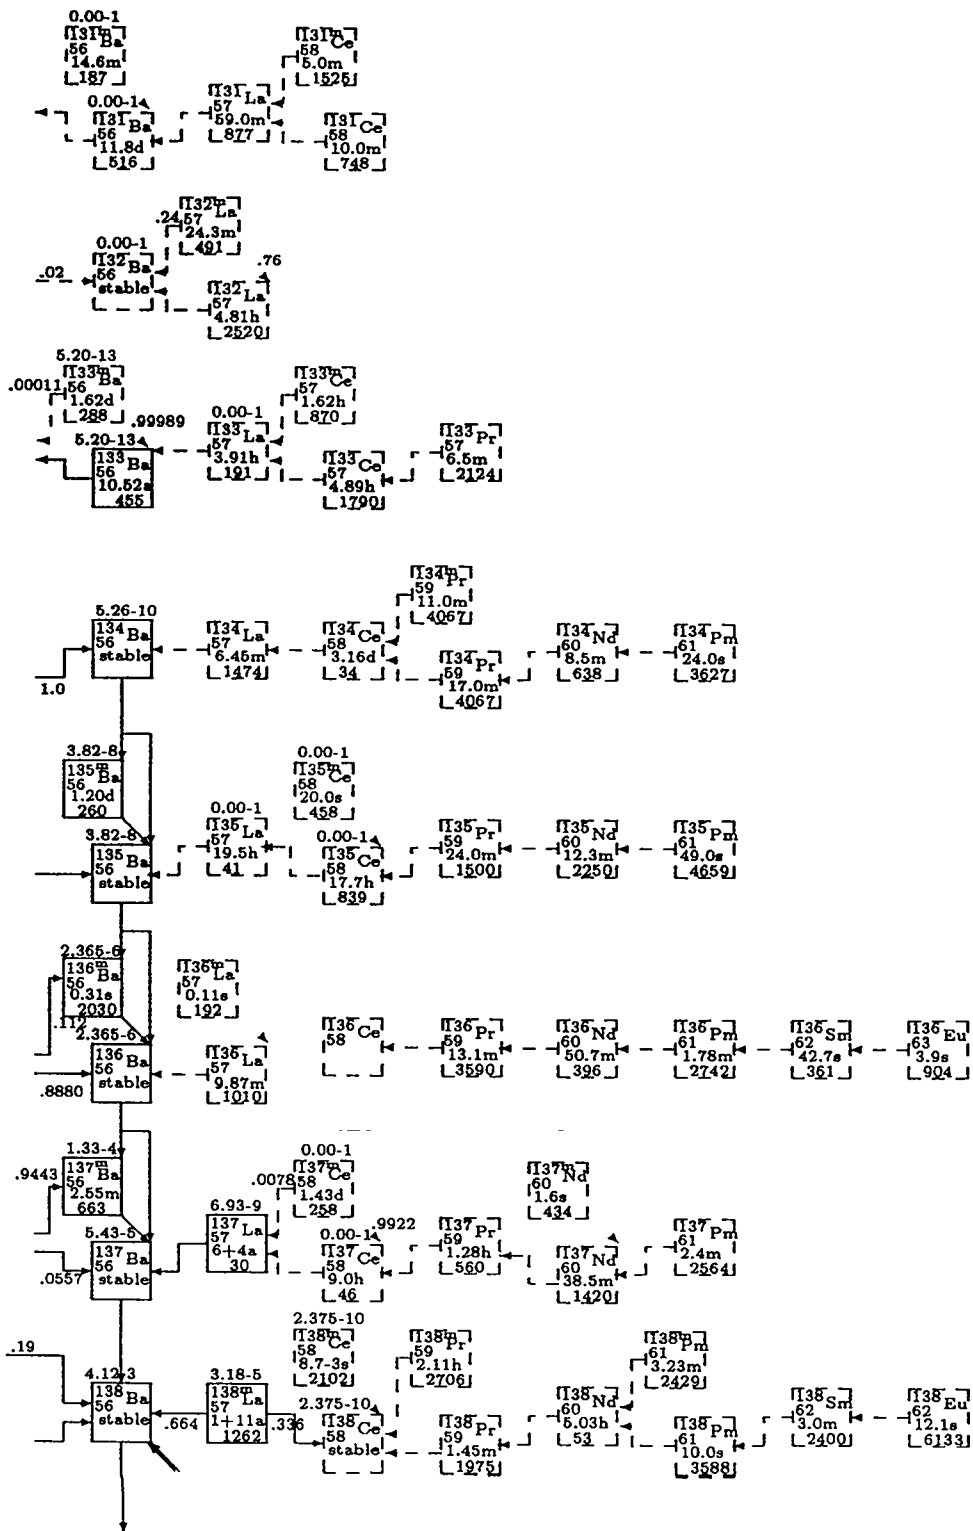 0.00-1
131m Ba
56
14.6m
187
131m Ce
58
5.0m
1525
0.00-1
131 Ba
56
11.8d
516
131 La
57
59.0m
877
131 Ce
58
10.0m
748
.24
132m La
57
24.3m
491
0.00-1
.02
132 Ba
56
stable
.76
132 La
57
4.81h
2520
5.20-13
.00011
133m Ba
56
1.62d
288
.99989
133m Ce
57
1.62h
870
0.00-1
133 La
57
3.91h
191
5.20-13
133 Ba
56
10.52a
455
133 Ce
57
4.89h
1790
133 Pr
57
6.5m
2124
134m Pr
59
11.0m
4067
5.26-10
134 Ba
56
stable
1.0
134 La
57
6.45m
1474
134 Ce
58
3.16d
34
134 Pr
59
17.0m
4067
134 Nd
60
8.5m
638
134 Pm
61
24.0s
3627
3.82-8
135m Ba
56
1.20d
260
0.00-1
135m Ce
58
20.0s
458
3.82-8
135 Ba
56
stable
0.00-1
135 La
57
19.5h
41
0.00-1
135 Ce
58
17.7h
839
135 Pr
59
24.0m
1500
135 Nd
60
12.3m
2250
135 Pm
61
49.0s
4659
2.365-6
136m Ba
56
0.31s
2030
.112
136m La
57
0.11s
192
2.365-6
136 Ba
56
stable
.8880
136 La
57
9.87m
1010
136 Ce
58
136 Pr
59
13.1m
3590
136 Nd
60
50.7m
396
136 Pm
61
1.78m
2742
136 Sm
62
42.7s
361
136 Eu
63
3.9s
904
1.33-4
.9443
137m Ba
56
2.55m
663
0.00-1
.0078
137m Ce
58
1.43d
258
137m Nd
60
1.6s
434
5.43-5
137 Ba
56
stable
.0557
6.93-9
137 La
57
6+4a
30
0.00-1
.9922
137 Ce
58
9.0h
46
137 Pr
59
1.28h
560
137 Nd
60
38.5m
1420
137 Pm
61
2.4m
2564
2.375-10
138m Ce
58
8.7-3s
2102
138m Pr
59
2.11h
2706
138m Pm
61
3.23m
2429
.19
4.12-3
138 Ba
56
stable
.664
3.18-5
138m La
57
1+11a
1262
.336
2.375-10
138 Ce
58
stable
138 Pr
59
1.45m
1975
138 Nd
60
5.03h
53
138 Pm
61
10.0s
3588
138 Sm
62
3.0m
2400
138 Eu
62
12.1s
6133